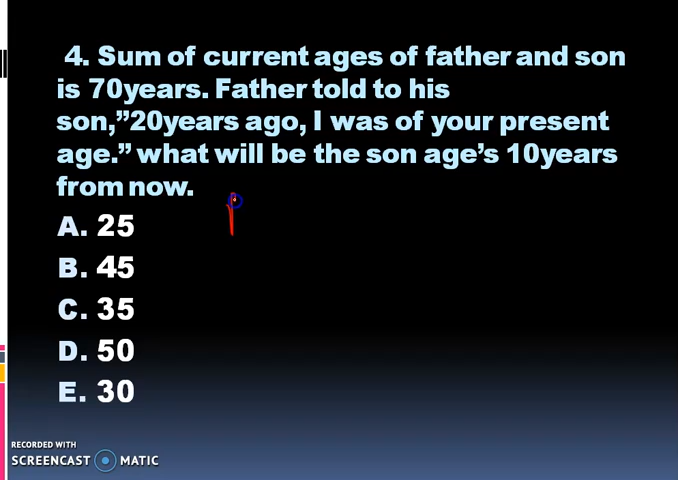 4. Sum of current ages of father and son
is 70years. Father told to his
son,”20years ago, I was of your present
age.” what will be the son age’s 10years
from now.
A. 25
B. 45
C. 35
D. 50
E. 30
RECORDED WITH
SCREENCAST MATIC